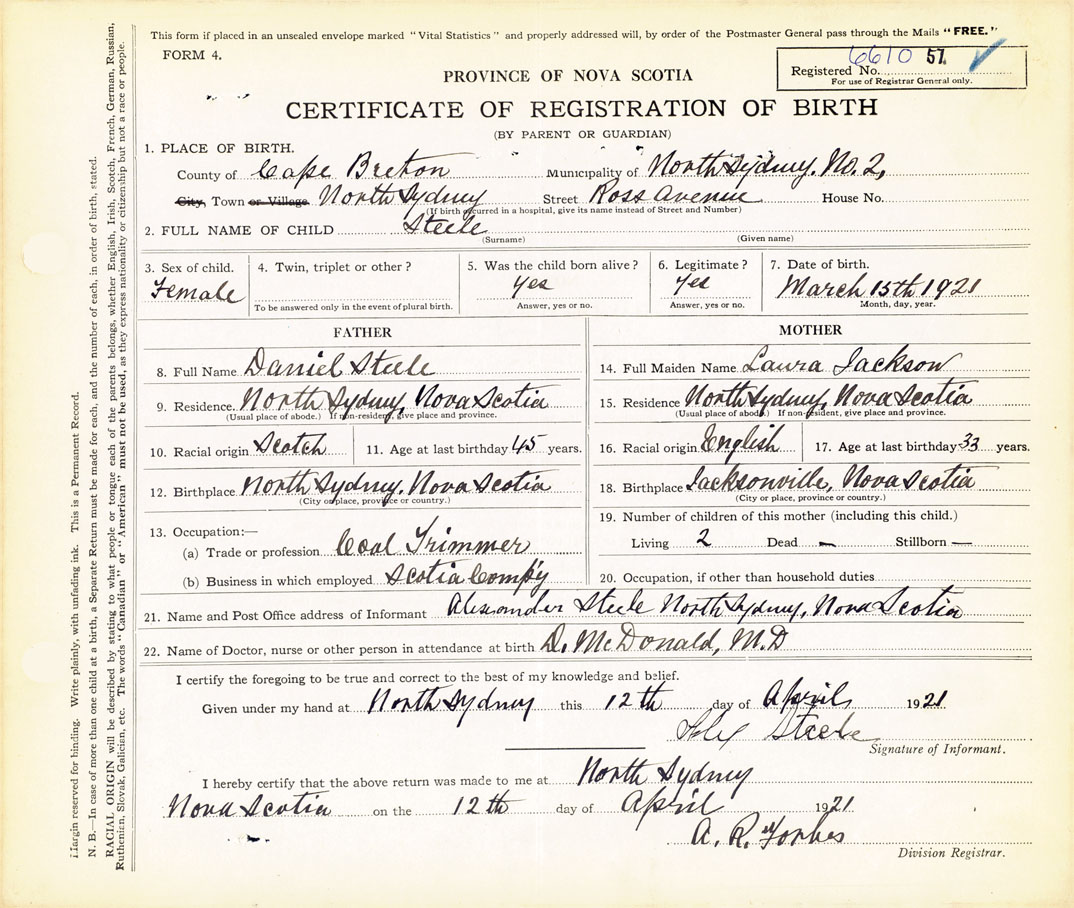 This form if placed in an unsealed envelope marked "Vital Statistics" and properly addressed will, by order of the Postmaster General pass through the Mails "FREE."
FORM 4.
6610 57
Registered No.
For use of Registrar General only.
PROVINCE OF NOVA SCOTIA
CERTIFICATE OF REGISTRATION OF BIRTH
(BY PARENT OR GUARDIAN)
1. PLACE OF BIRTH.
County of Cape Breton Municipality of North Sydney. No. 2,
City, Town or Village North Sydney Street Ross Avenue House No.
(If birth occurred in a hospital, give its name instead of Street and Number)
2. FULL NAME OF CHILD Steele
(Surname) (Given name)
3. Sex of child. 4. Twin, triplet or other? 5. Was the child born alive? 6. Legitimate? 7. Date of birth.
Female yes yes March 15th 1921
To be answered only in the event of plural birth. Answer, yes or no. Answer, yes or no. Month, day, year.
FATHER MOTHER
8. Full Name Daniel Steele 14. Full Maiden Name Laura Jackson
9. Residence. North Sydney, Nova Scotia 15. Residence North Sydney, Nova Scotia
(Usual place of abode.) If non-resident, give place and province. (Usual place of abode.) If non-resident, give place and province.
10. Racial origin Scotch 11. Age at last birthday 45 years. 16. Racial origin English 17. Age at last birthday 33 years.
12. Birthplace North Sydney. Nova Scotia 18. Birthplace Jacksonville, Nova Scotia
(City or place, province or country.) (City or place, province or country.)
13. Occupation:— 19. Number of children of this mother (including this child.)
(a) Trade or profession Coal Trimmer Living 2 Dead — Stillborn —
(b) Business in which employed Scotia Comp'y 20. Occupation, if other than household duties
21. Name and Post Office address of Informant Alexander Steele North Sydney, Nova Scotia
22. Name of Doctor, nurse or other person in attendance at birth D. McDonald, M.D
I certify the foregoing to be true and correct to the best of my knowledge and belief.
Given under my hand at North Sydney this 12th day of April 1921
Alex Steele
Signature of Informant.
I hereby certify that the above return was made to me at North Sydney
Nova Scotia on the 12th day of April 1921
A. R. Forbes
Division Registrar.
Margin reserved for binding. Write plainly, with unfading ink. This is a Permanent Record.
N. B.—In case of more than one child at a birth, a Separate Return must be made for each, and the number of each, in order of birth, stated.
RACIAL ORIGIN will be described by stating to what people or tongue each of the parents belongs, whether English, Irish, Scotch, French, German, Russian,
Ruthenian, Slovak, Galician, etc. The words "Canadian" or "American" must not be used, as they express nationality or citizenship but not a race or people.